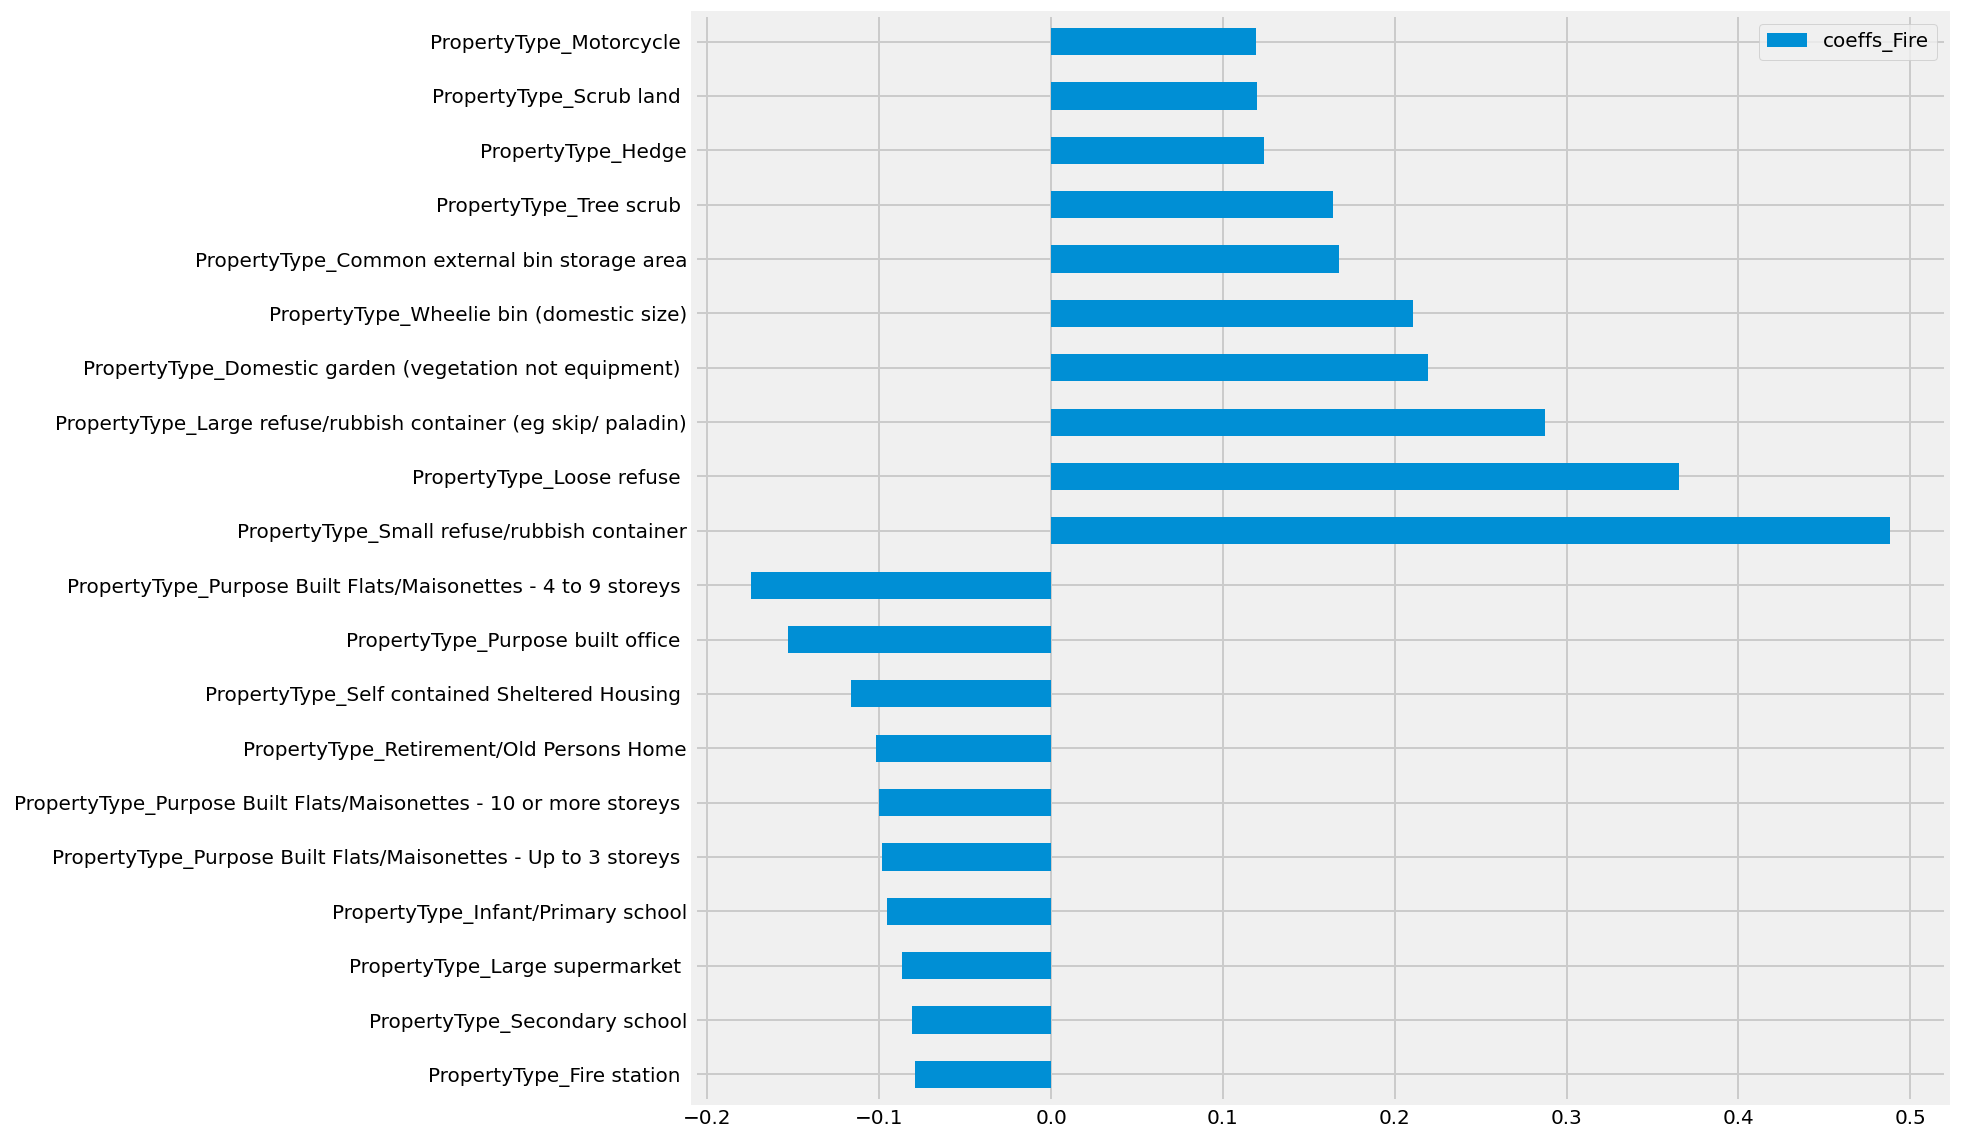 PropertyType_Motorcycle
coeffs_Fire
PropertyType_Scrub land
PropertyType_Hedge
PropertyType_Tree scrub
PropertyType_Common external bin storage area
PropertyType_Wheelie bin (domestic size)
PropertyType_Domestic garden (vegetation not equipment)
PropertyType_Large refuse/rubbish container (eg skip/ paladin)
PropertyType_Loose refuse
PropertyType_Small refuse/rubbish container
PropertyType_Purpose Built Flats/Maisonettes - 4 to 9 storeys
PropertyType_Purpose built office
PropertyType_Self contained Sheltered Housing
PropertyType_Retirement/Old Persons Home
PropertyType_Purpose Built Flats/Maisonettes - 10 or more storeys
PropertyType_Purpose Built Flats/Maisonettes - Up to 3 storeys
PropertyType_Infant/Primary school
PropertyType_Large supermarket
PropertyType_Secondary school
PropertyType_Fire station
−0.2 −0.1 0.0 0.1 0.2 0.3 0.4 0.5